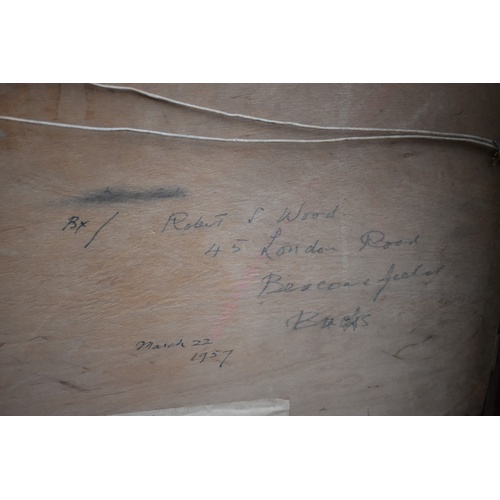 BX/ Robert S Wood.
45 London Road
Beaconsfield
Bucks
March 22
1957